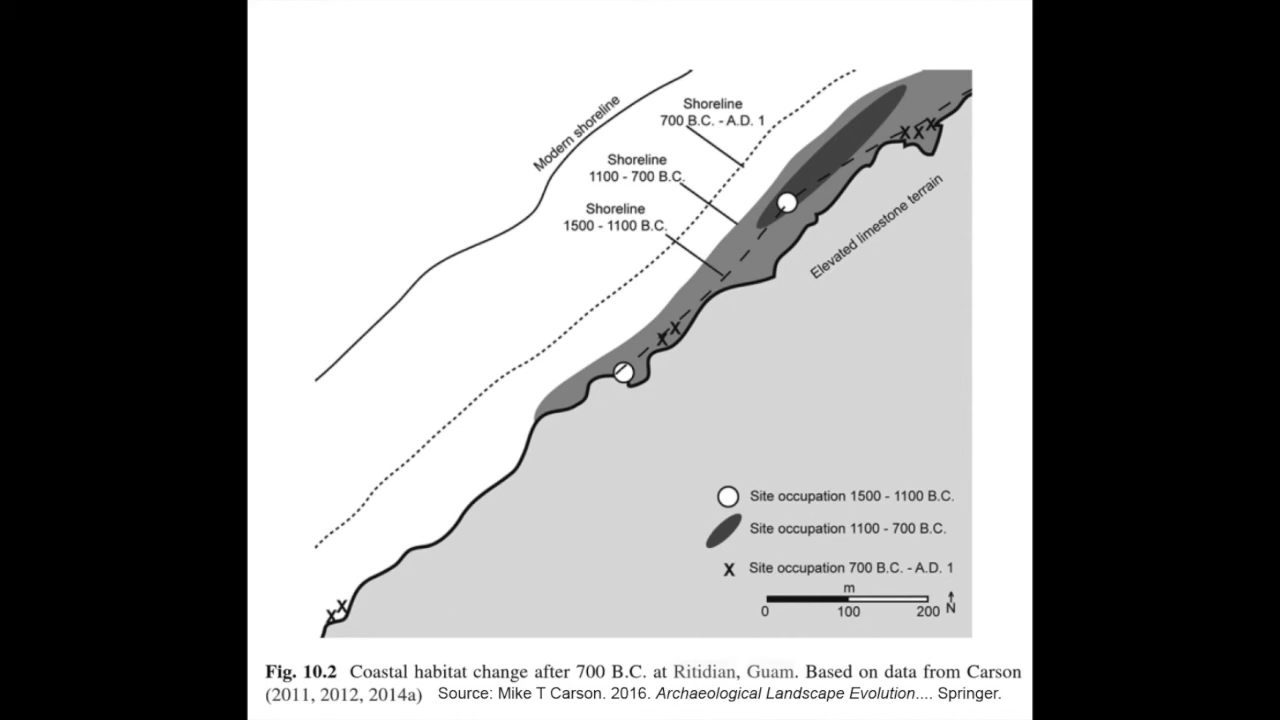 Modern shoreline
Shoreline
700 B.C. - A.D. 1
Shoreline
1100 - 700 B.C.
Shoreline
1500 - 1100 B.C.
Elevated limestone terrain
Site occupation 1500 - 1100 B.C.
Site occupation 1100 - 700 B.C.
X Site occupation 700 B.C. - A.D. 1
m
0 100 200 N
Fig. 10.2 Coastal habitat change after 700 B.C. at Ritidian, Guam. Based on data from Carson
(2011, 2012, 2014a) Source: Mike T Carson. 2016. Archaeological Landscape Evolution.... Springer.